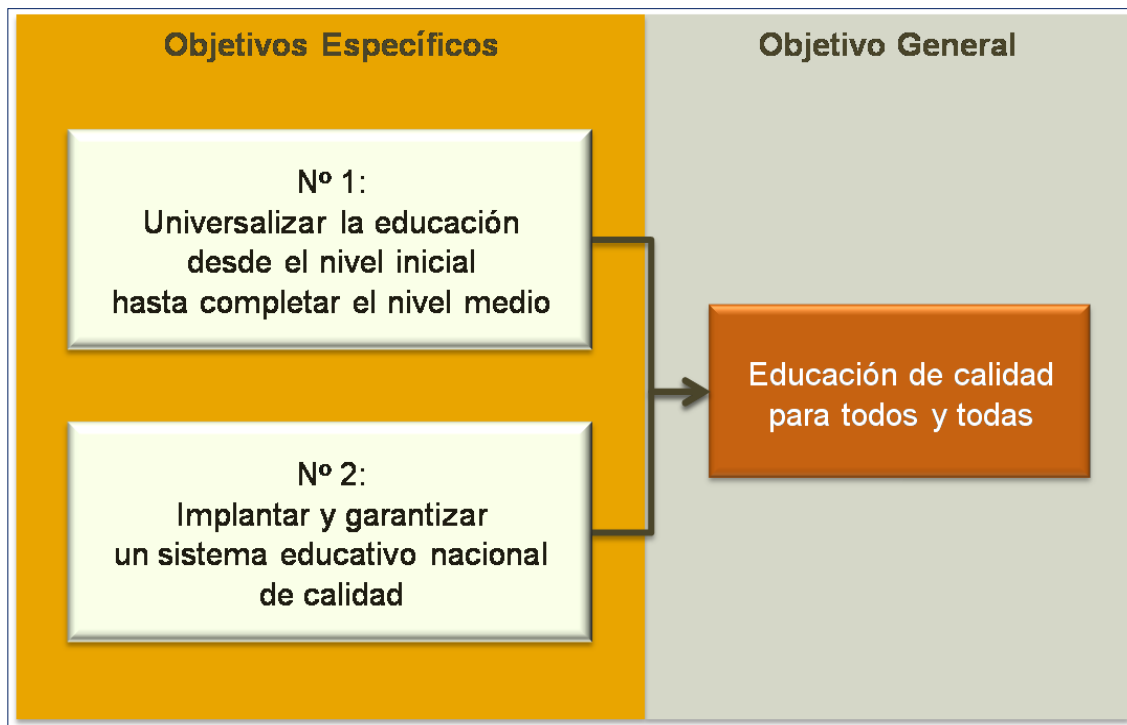 Objetivos Específicos
Objetivo General
Nº 1:
Universalizar la educación
desde el nivel inicial
hasta completar el nivel medio
Nº 2:
Implantar y garantizar
un sistema educativo nacional
de calidad
Educación de calidad
para todos y todas